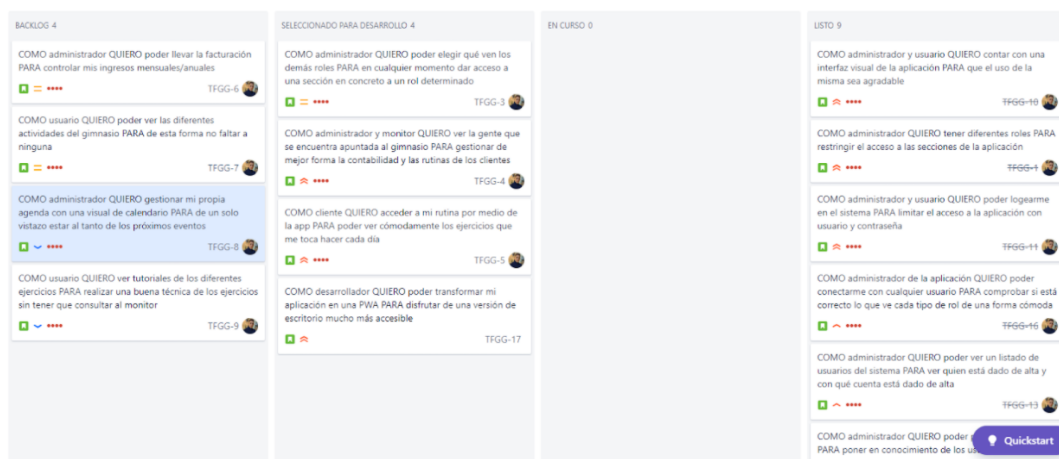 BACKLOG 4
COMO administrador QUIERO poder llevar la facturación
PARA controlar mis ingresos mensuales/anuales
TFGG-6
COMO usuario QUIERO poder ver las diferentes
actividades del gimnasio PARA de esta forma no faltar a
ninguna
TFGG-7
COMO administrador QUIERO gestionar mi propia
agenda con una visual de calendario PARA de un solo
vistazo estar al tanto de los próximos eventos
TFGG-8
COMO usuario QUIERO ver tutoriales de los diferentes
ejercicios PARA realizar una buena técnica de los ejercicios
sin tener que consultar al monitor
TFGG-9
SELECCIONADO PARA DESARROLLO 4
COMO administrador QUIERO poder elegir qué ven los
demás roles PARA en cualquier momento dar acceso a
una sección en concreto a un rol determinado
TFGG-3
COMO administrador y monitor QUIERO ver la gente que
se encuentra apuntada al gimnasio PARA gestionar de
mejor forma la contabilidad y las rutinas de los clientes
TFGG-4
COMO cliente QUIERO acceder a mi rutina por medio de
la app PARA poder ver cómodamente los ejercicios que
me toca hacer cada día
TFGG-5
COMO desarrollador QUIERO poder transformar mi
aplicación en una PWA PARA disfrutar de una versión de
escritorio mucho más accesible
TFGG-17
EN CURSO 0
LISTO 9
COMO administrador y usuario QUIERO contar con una
interfaz visual de la aplicación PARA que el uso de la
misma sea agradable
TFGG-10
COMO administrador QUIERO tener diferentes roles PARA
restringir el acceso a las secciones de la aplicación
TFGG-1
COMO administrador y usuario QUIERO poder logearme
en el sistema PARA limitar el acceso a la aplicación con
usuario y contraseña
TFGG-11
COMO administrador de la aplicación QUIERO poder
conectarme con cualquier usuario PARA comprobar si está
correcto lo que ve cada tipo de rol de una forma cómoda
TFGG-16
COMO administrador QUIERO poder ver un listado de
usuarios del sistema PARA ver quien está dado de alta y
con qué cuenta está dado de alta
TFGG-13
COMO administrador QUIERO poder
PARA poner en conocimiento de los
Quickstart